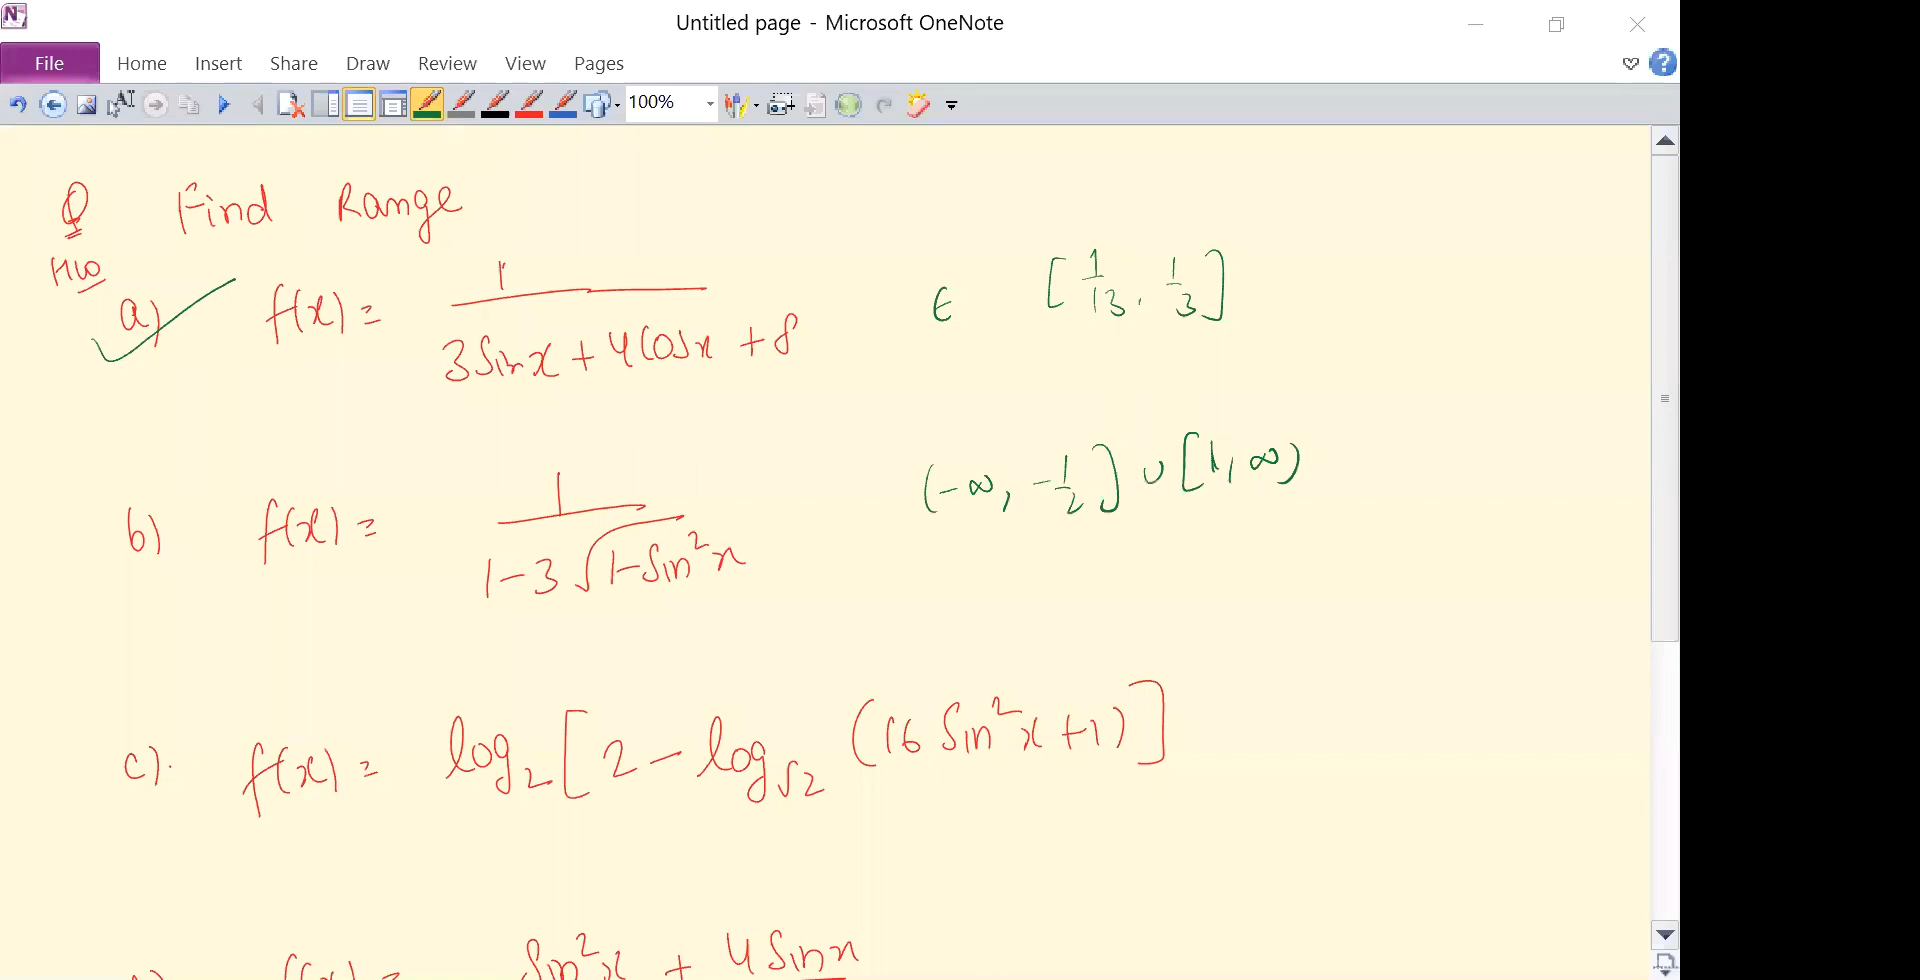 Untitled page - Microsoft OneNote
File Home Insert Share Draw Review View Pages
100%
Q Find Range
HW
a) f(x) = 1/(3 Sin x + 4 Cos x + 8) ∈ [1/13, 1/3]
b) f(x) = 1/(1-3√(1-Sin²x)) (-∞, -1/2] ∪ [1, ∞)
c). f(x) = log₂[2 - log_√2 (16 Sin²x + 1)]
f(x) = Sin²x + 4 Sin x